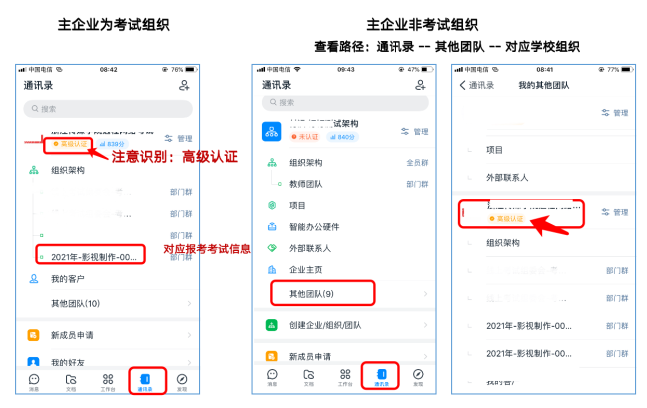 主企业为考试组织
主企业非考试组织
查看路径：通讯录 -- 其他团队 -- 对应学校组织
中国电信
08:42
76%
通讯录
搜索
高级认证
839分
管理
注意识别：高级认证
组织架构
部门群
部门群
部门群
对应报考考试信息
2021年-影视制作-00...
部门群
我的客户
其他团队(10)
新成员申请
我的好友
消息
文档
工作台
通讯录
发现
中国电信
09:43
47%
通讯录
搜索
试架构
未认证
840分
管理
组织架构
全员群
教师团队
部门群
项目
智能办公硬件
外部联系人
企业主页
其他团队(9)
创建企业/组织/团队
新成员申请
消息
文档
工作台
通讯录
发现
中国电信
08:41
77%
通讯录
我的其他团队
管理
项目
外部联系人
高级认证
管理
组织架构
部门群
部门群
2021年-影视制作-00...
部门群
2021年-影视制作-00...
部门群